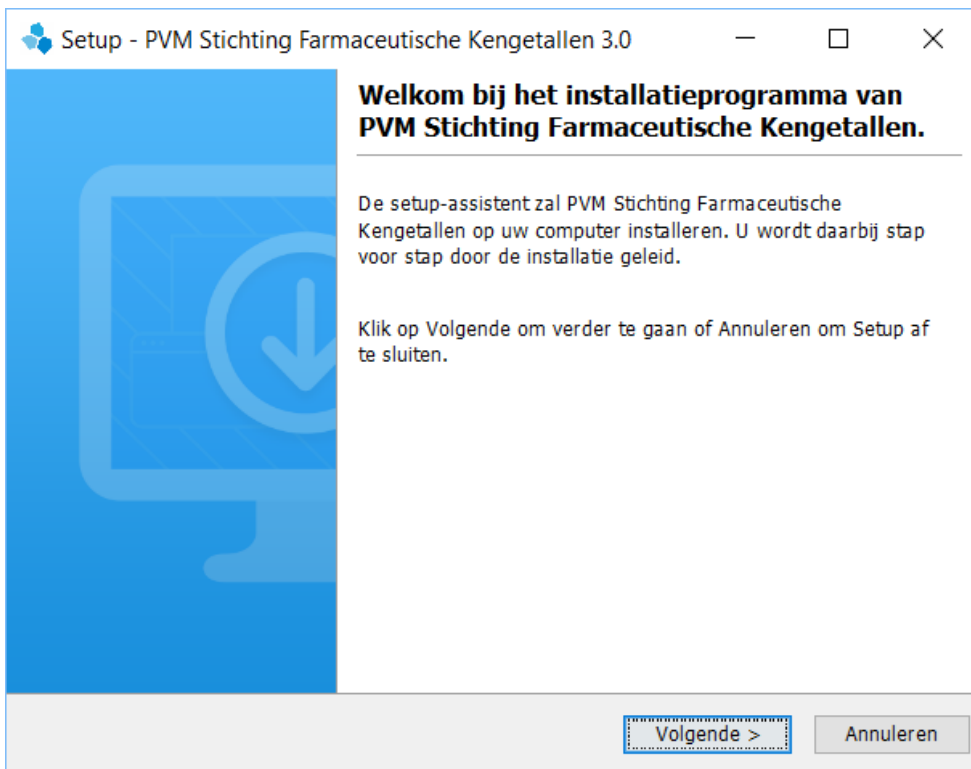 Setup - PVM Stichting Farmaceutische Kengetallen 3.0
Welkom bij het installatieprogramma van
PVM Stichting Farmaceutische Kengetallen.
De setup-assistent zal PVM Stichting Farmaceutische
Kengetallen op uw computer installeren. U wordt daarbij stap
voor stap door de installatie geleid.
Klik op Volgende om verder te gaan of Annuleren om Setup af
te sluiten.
Volgende >
Annuleren